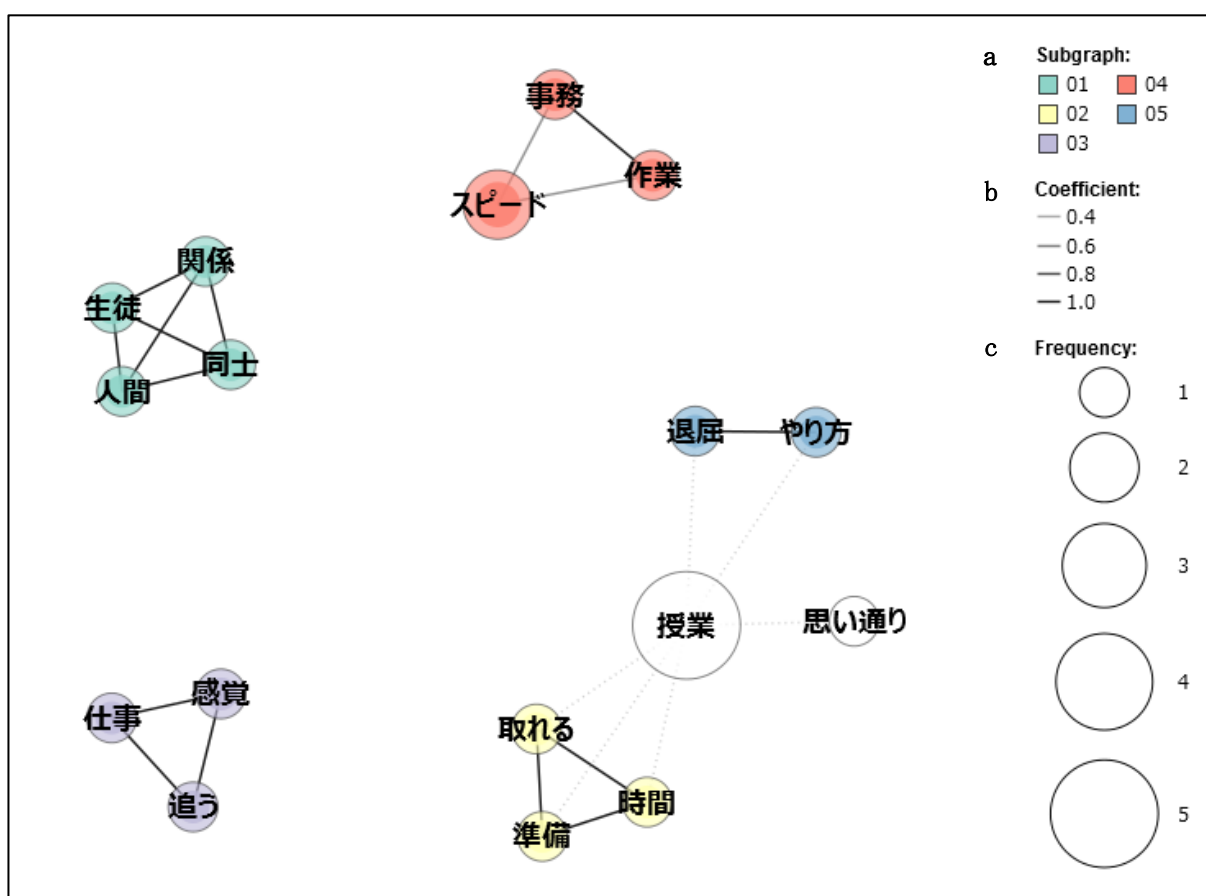 事務
作業
スピード
関係
生徒
同士
人間
退屈
やり方
授業
思い通り
感覚
仕事
追う
取れる
時間
準備
a Subgraph:
01 04
02 05
03
b Coefficient:
0.4
0.6
0.8
1.0
c Frequency:
1
2
3
4
5